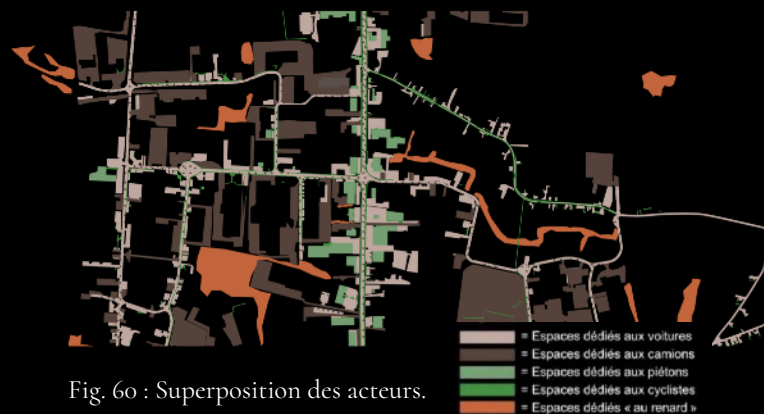 = Espaces dédiés aux voitures
= Espaces dédiés aux camions
= Espaces dédiés aux piétons
= Espaces dédiés aux cyclistes
= Espaces dédiés « au renard »
Fig. 60 : Superposition des acteurs.